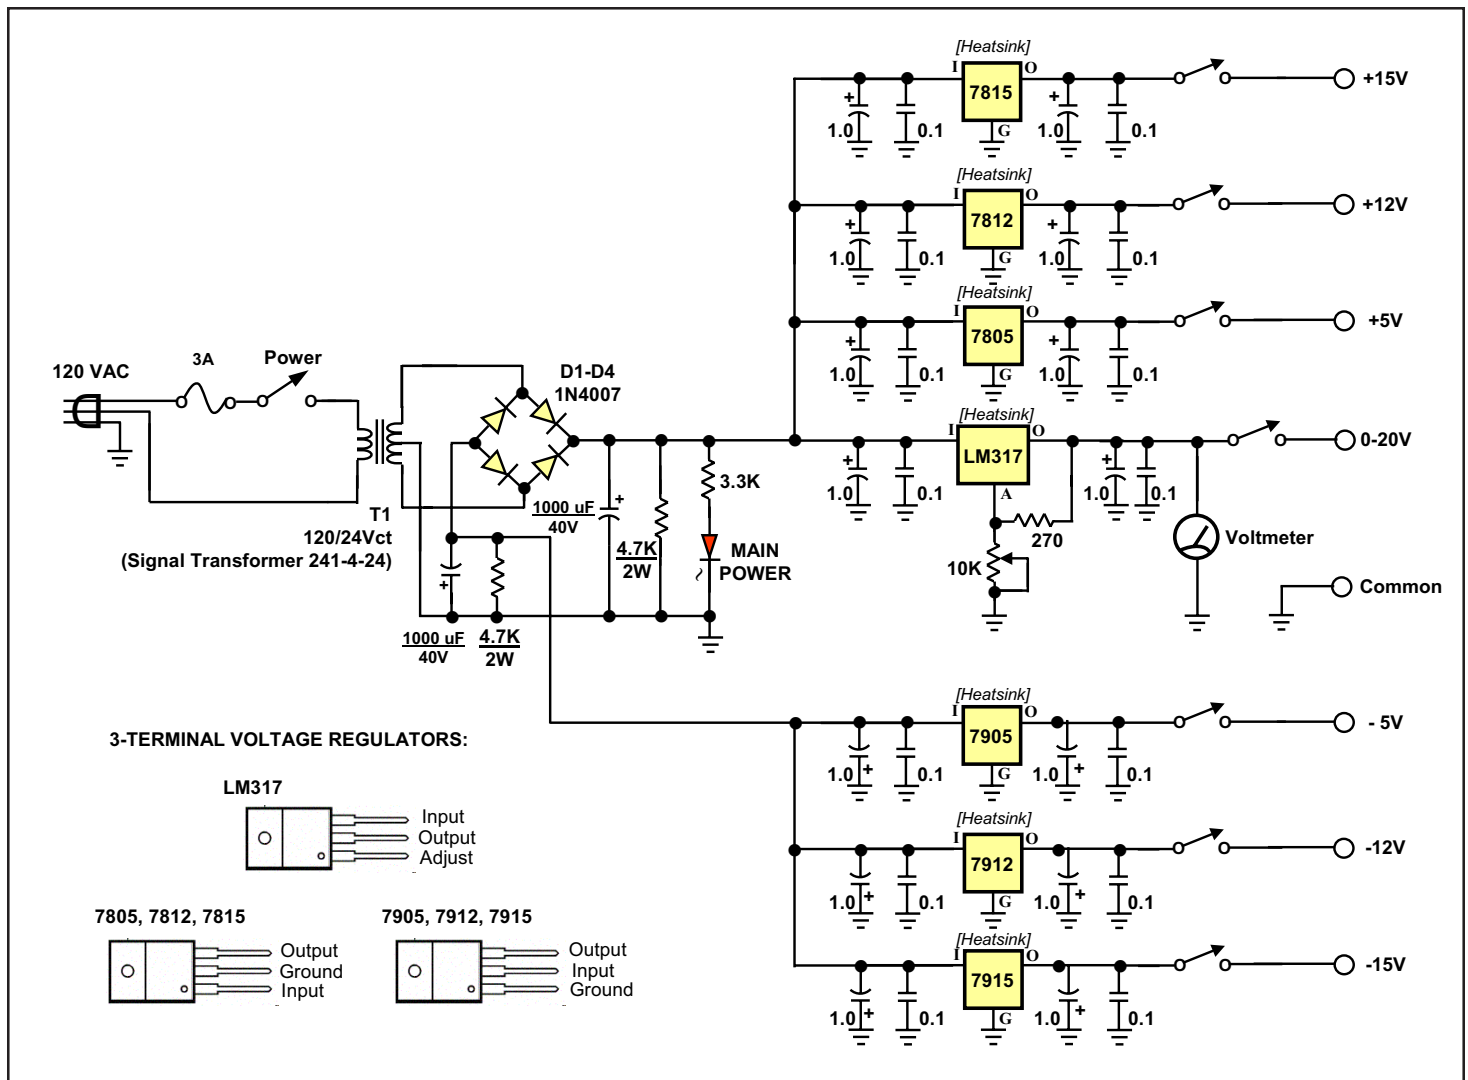 [Heatsink]
I 7815 O
G
+ 1.0 0.1 + 1.0 0.1
+15V
[Heatsink]
I 7812 O
G
+ 1.0 0.1 + 1.0 0.1
+12V
[Heatsink]
I 7805 O
G
+ 1.0 0.1 + 1.0 0.1
+5V
120 VAC
3A
Power
D1-D4
1N4007
[Heatsink]
I LM317 O
A
+ 1.0 0.1 + 1.0 0.1
0-20V
270
10K
Voltmeter
Common
T1
120/24Vct
(Signal Transformer 241-4-24)
1000 uF
40V
+
4.7K
2W
3.3K
MAIN
POWER
~
+
1000 uF
40V
4.7K
2W
[Heatsink]
I 7905 O
G
1.0 + 0.1 1.0 + 0.1
- 5V
[Heatsink]
I 7912 O
G
1.0 + 0.1 1.0 + 0.1
-12V
[Heatsink]
I 7915 O
G
1.0 + 0.1 1.0 + 0.1
-15V
3-TERMINAL VOLTAGE REGULATORS:
LM317
Input
Output
Adjust
7805, 7812, 7815
Output
Ground
Input
7905, 7912, 7915
Output
Input
Ground